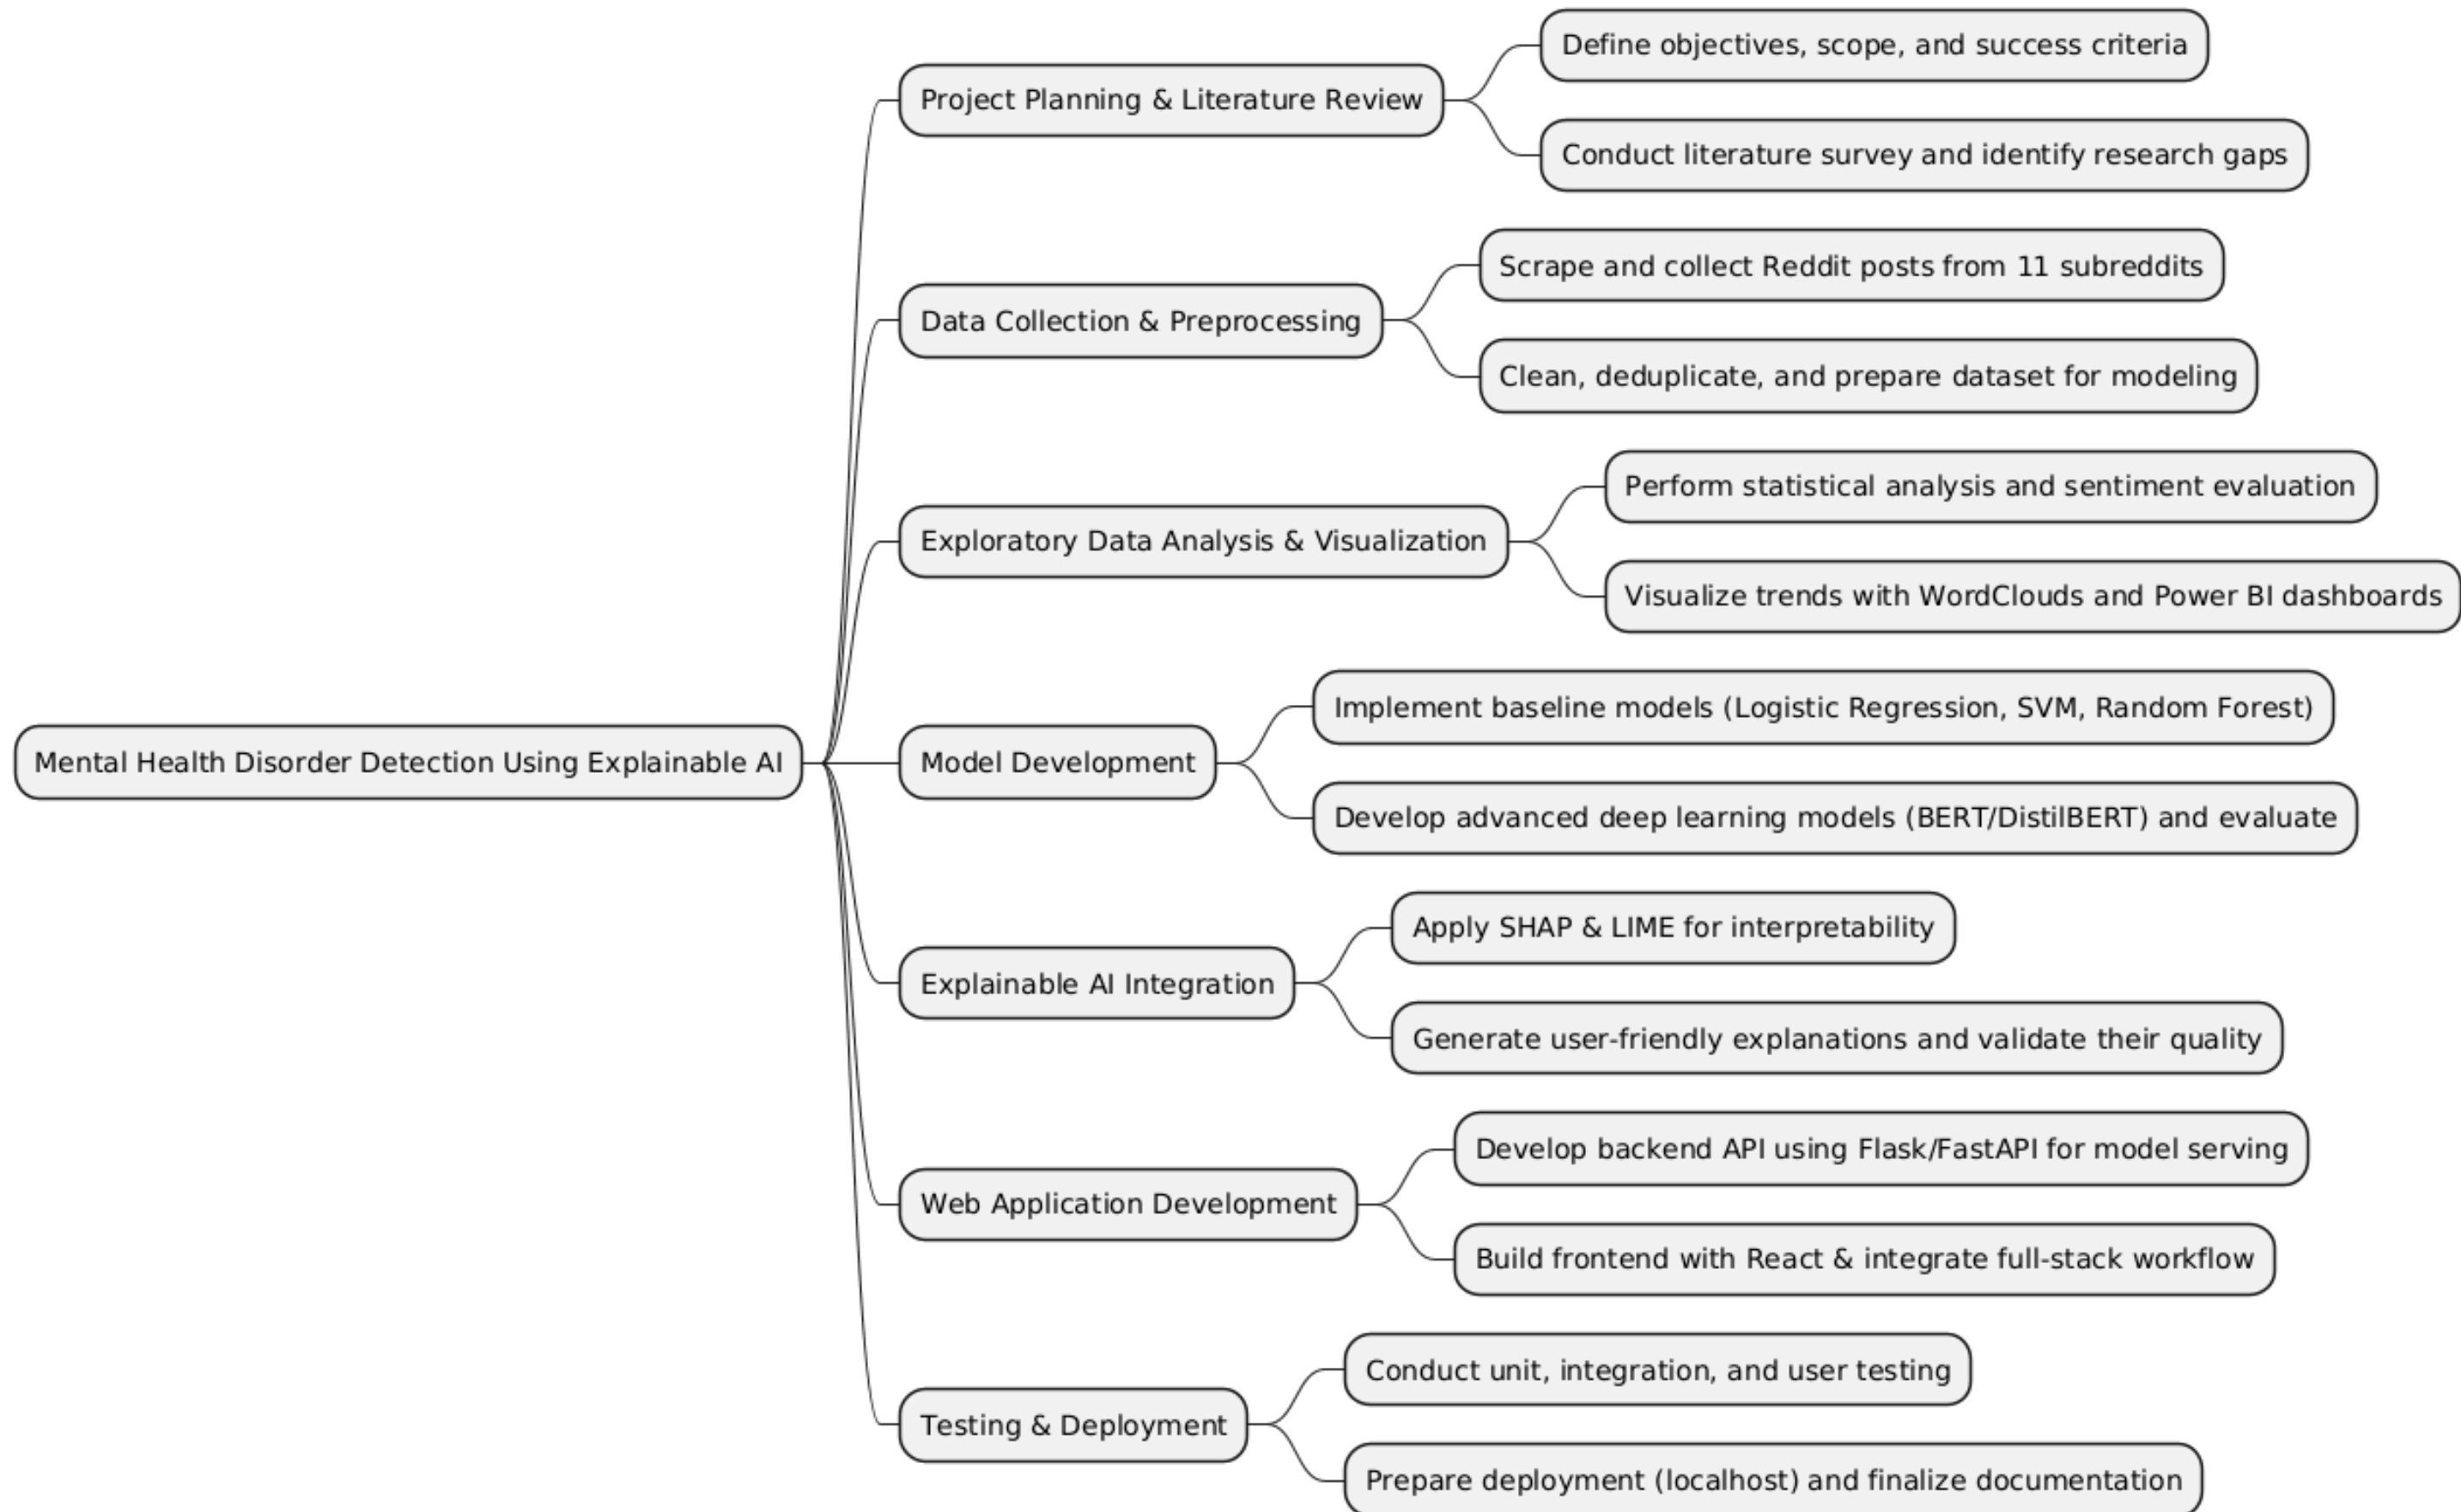 Mental Health Disorder Detection Using Explainable AI
Project Planning & Literature Review
Define objectives, scope, and success criteria
Conduct literature survey and identify research gaps
Data Collection & Preprocessing
Scrape and collect Reddit posts from 11 subreddits
Clean, deduplicate, and prepare dataset for modeling
Exploratory Data Analysis & Visualization
Perform statistical analysis and sentiment evaluation
Visualize trends with WordClouds and Power BI dashboards
Model Development
Implement baseline models (Logistic Regression, SVM, Random Forest)
Develop advanced deep learning models (BERT/DistilBERT) and evaluate
Explainable AI Integration
Apply SHAP & LIME for interpretability
Generate user-friendly explanations and validate their quality
Web Application Development
Develop backend API using Flask/FastAPI for model serving
Build frontend with React & integrate full-stack workflow
Testing & Deployment
Conduct unit, integration, and user testing
Prepare deployment (localhost) and finalize documentation